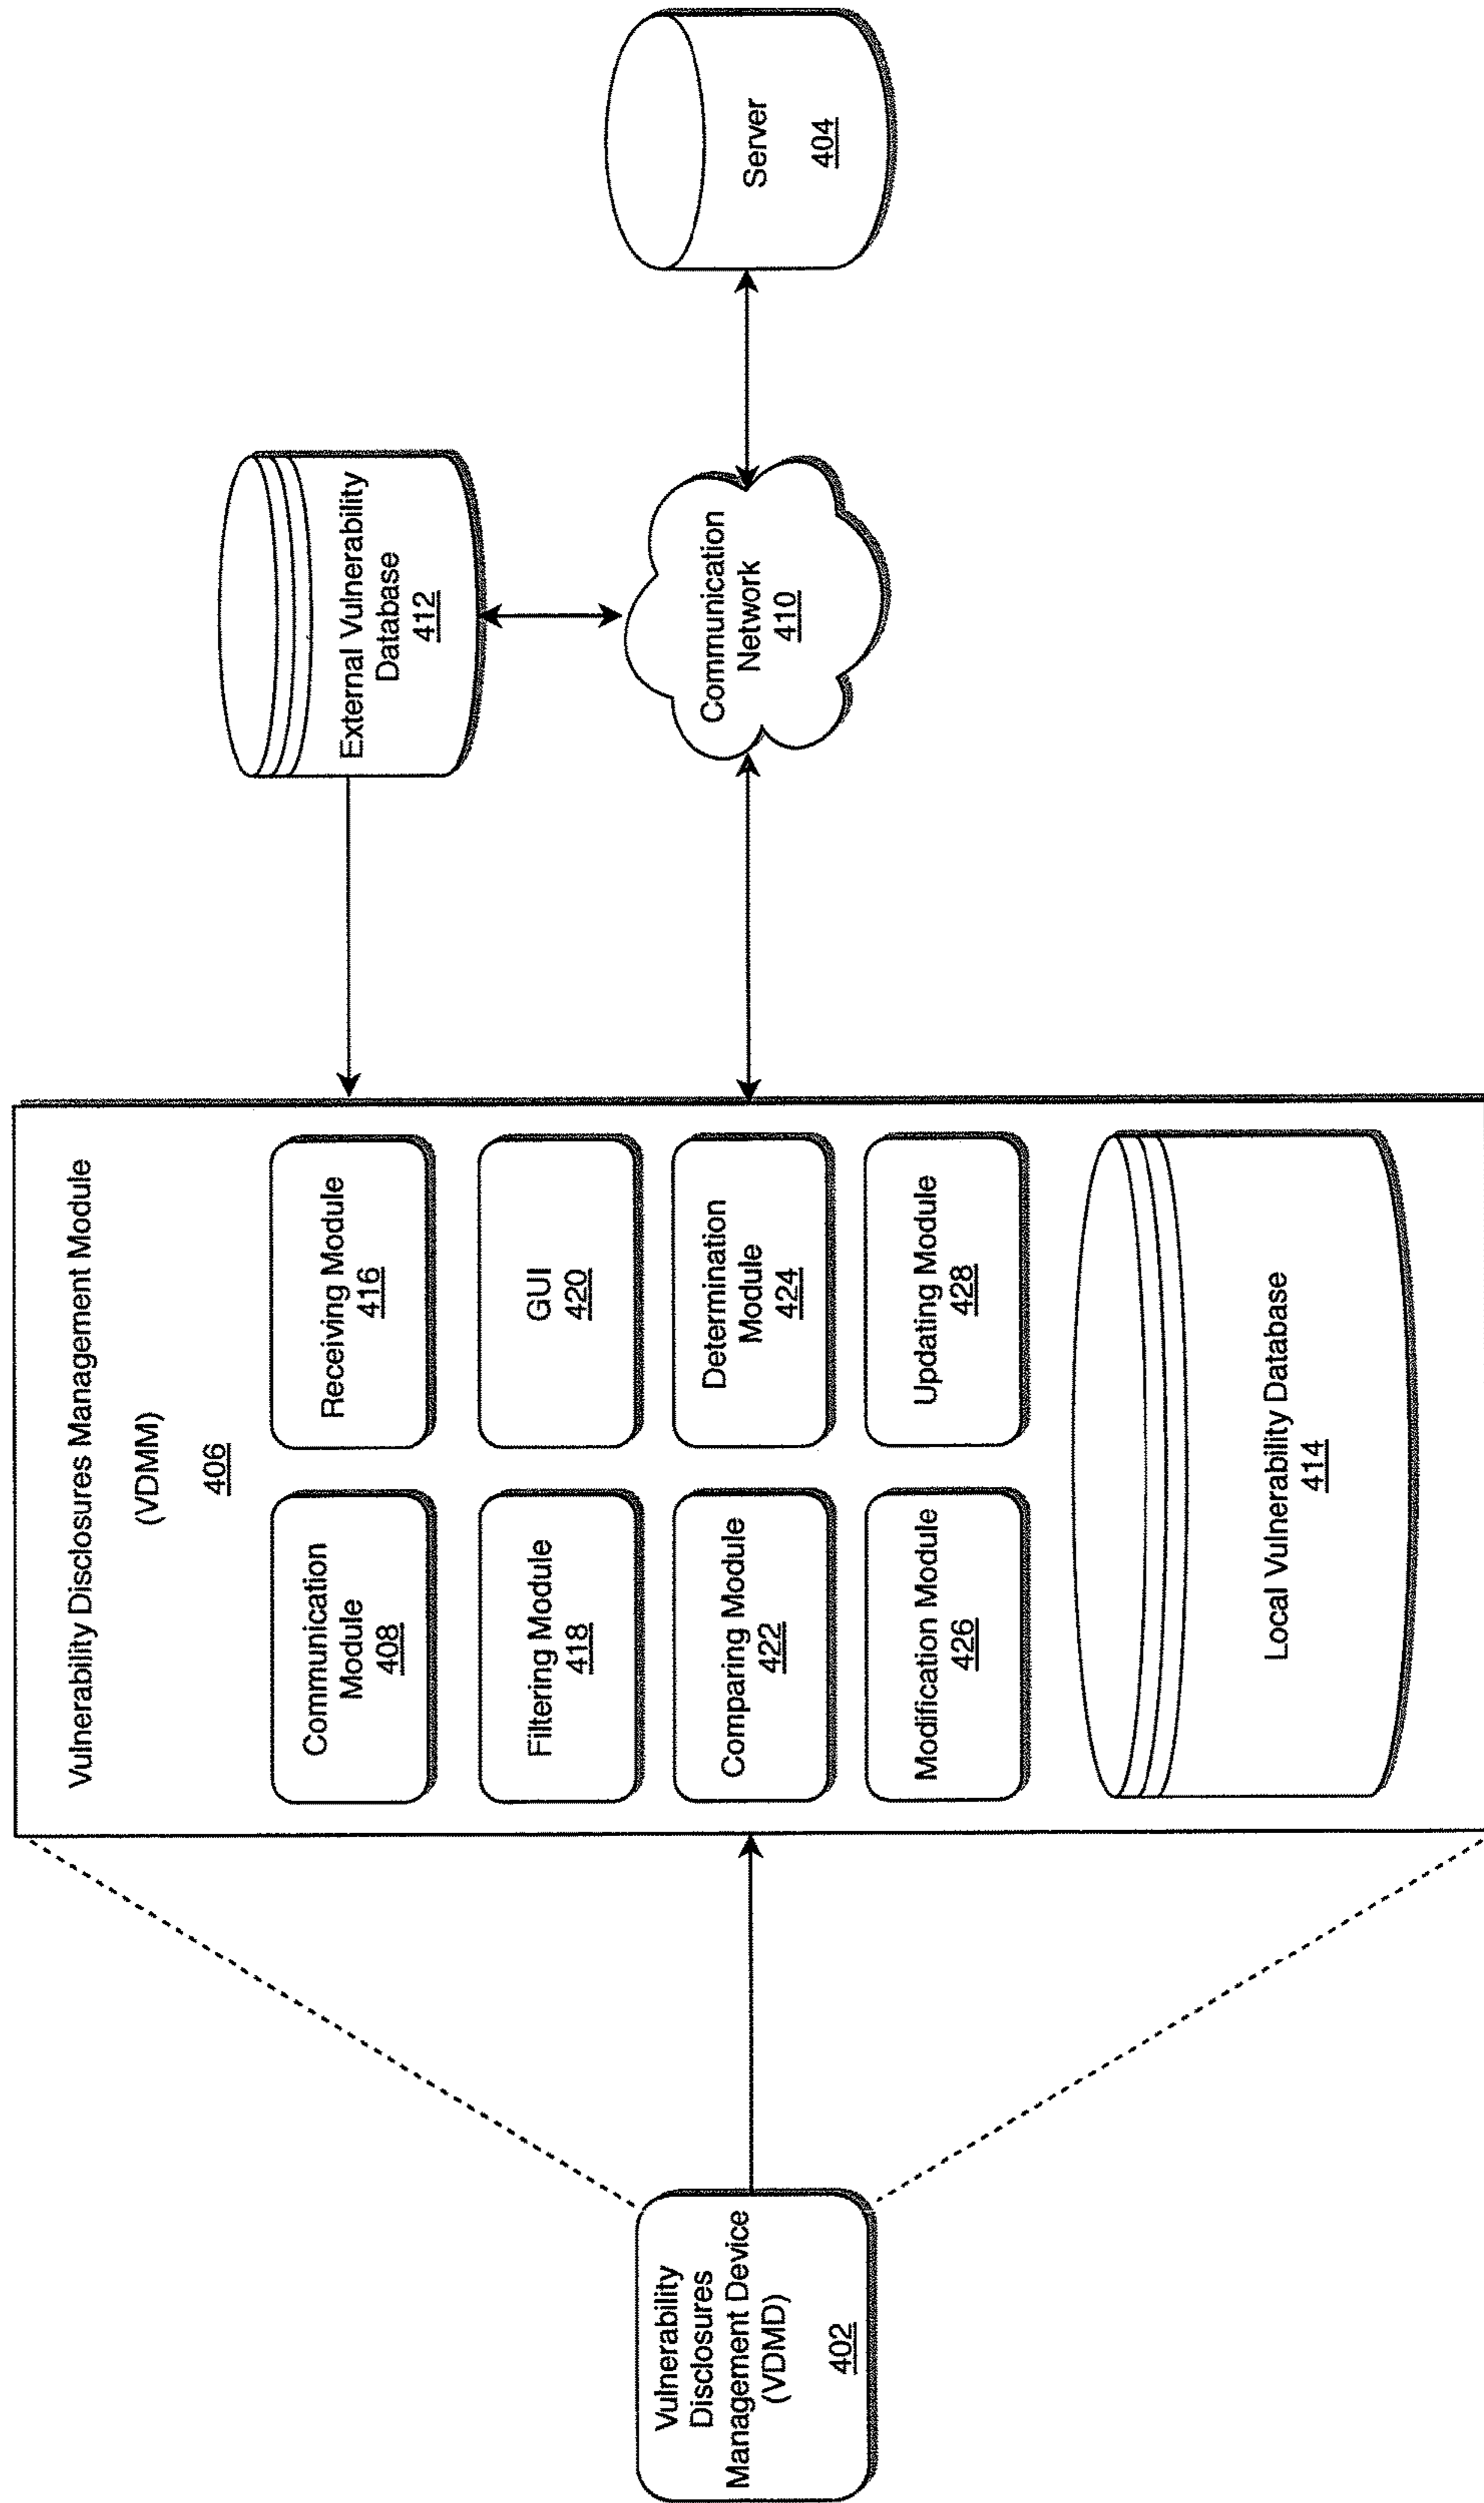 Vulnerability Disclosures Management Module
(VDMM)
406
Communication
Module
408
Receiving Module
416
Filtering Module
418
GUI
420
Comparing Module
422
Determination
Module
424
Modification Module
426
Updating Module
428
Local Vulnerability Database
414
Vulnerability
Disclosures
Management Device
(VDMD)
402
External Vulnerability
Database
412
Communication
Network
410
Server
404